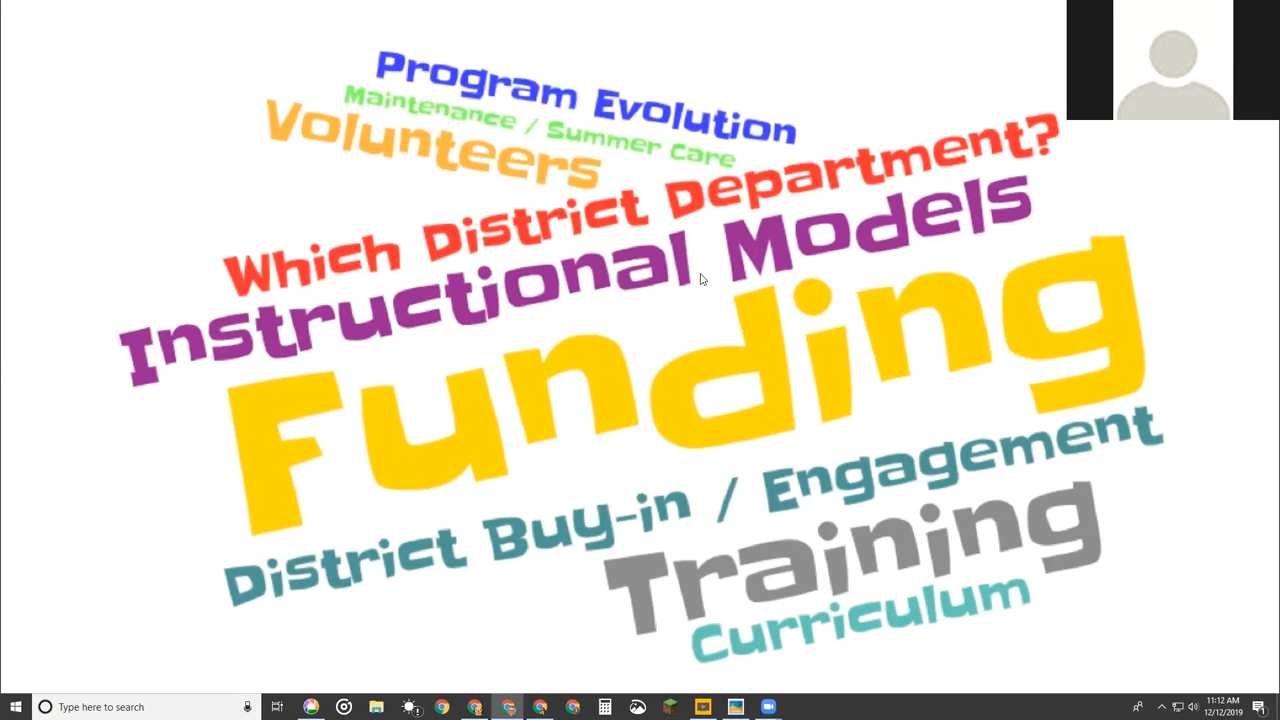 Program Evolution
Maintenance / Summer Care
Volunteers
Which District Department?
Instructional Models
Funding
District Buy-in / Engagement
Training
Curriculum
Type here to search
11:12 AM
12/12/2019